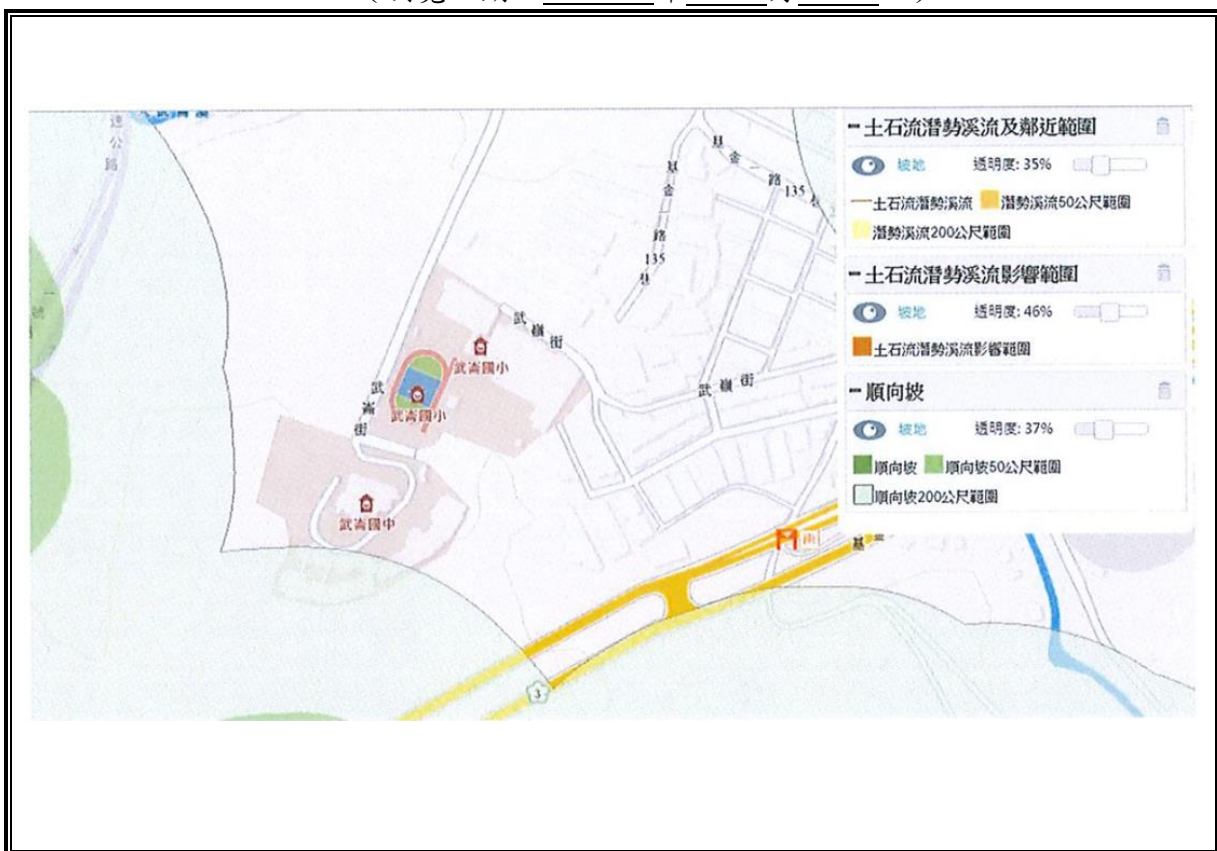 速公路
基金路135巷
基金路135巷
武嶺街
武嶺街
武崙國小
武崙國小
武崙街
武崙國中
3
基
土石流潛勢溪流及鄰近範圍
坡地 透明度: 35%
土石流潛勢溪流 潛勢溪流50公尺範圍
潛勢溪流200公尺範圍
土石流潛勢溪流影響範圍
坡地 透明度: 46%
土石流潛勢溪流影響範圍
順向坡
坡地 透明度: 37%
順向坡 順向坡50公尺範圍
順向坡200公尺範圍